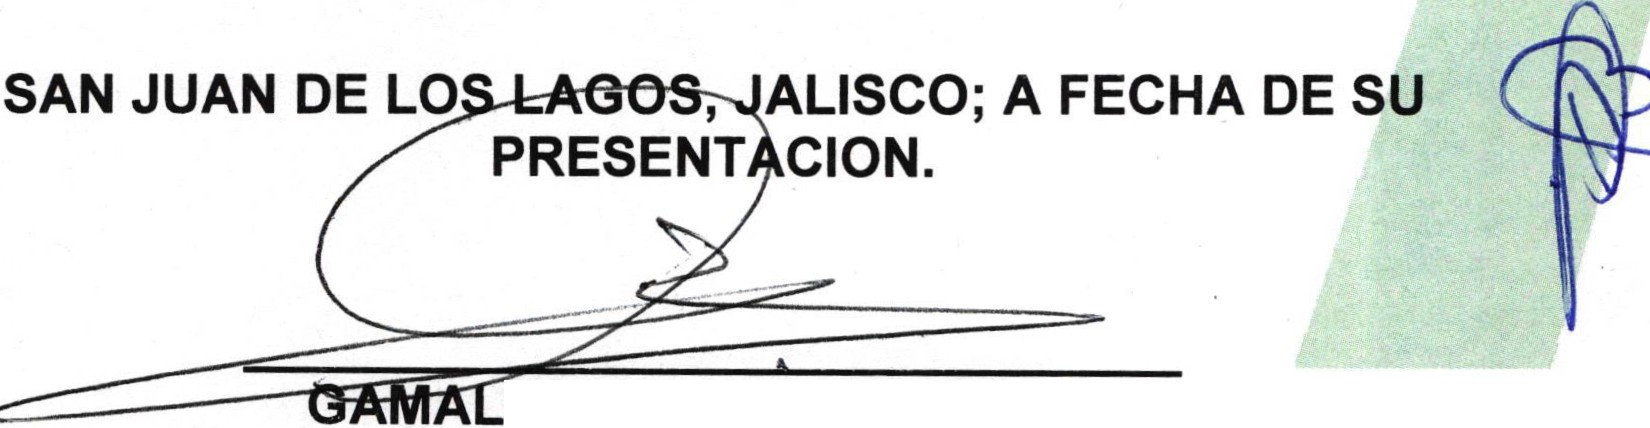 SAN JUAN DE LOS LAGOS, JALISCO; A FECHA DE SU
PRESENTACION.
GAMAL